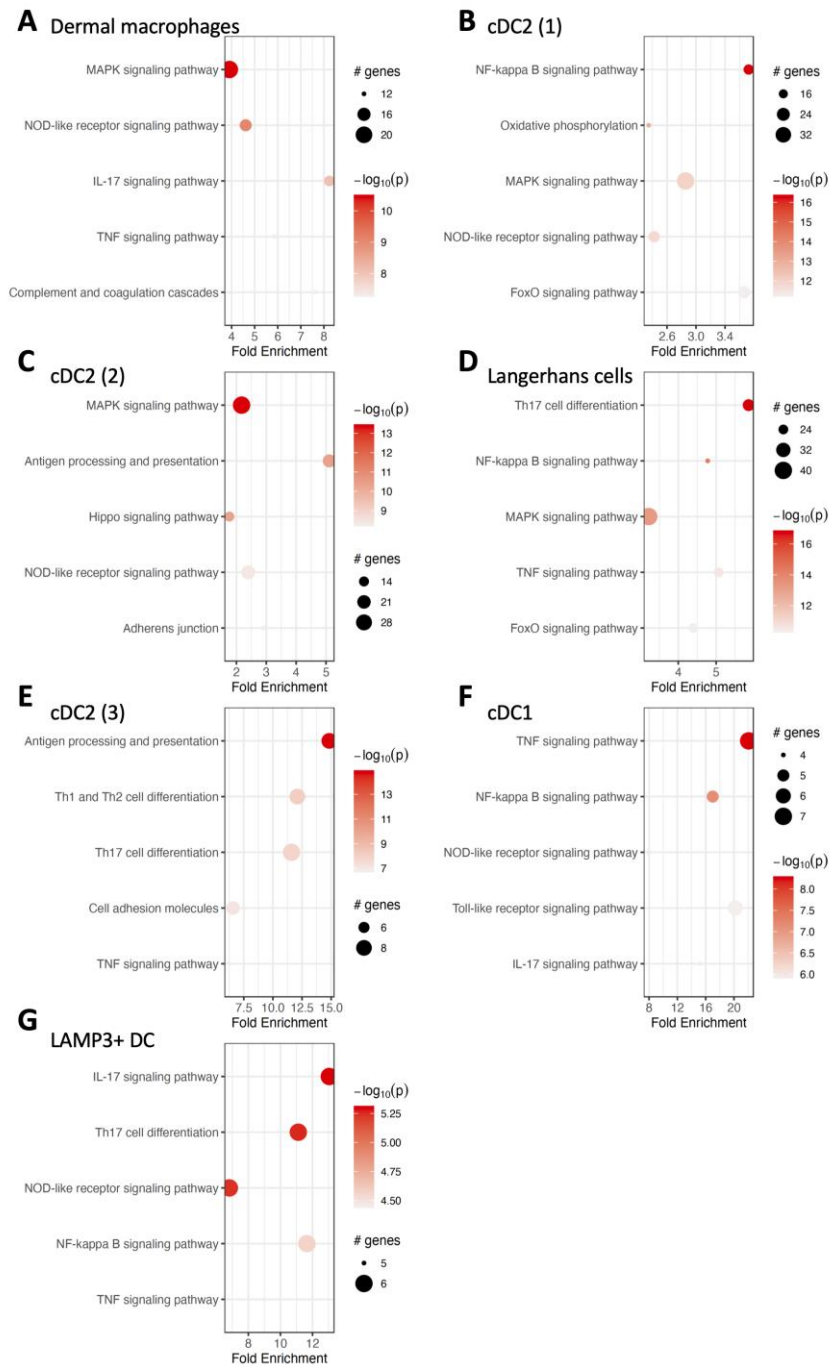 A Dermal macrophages
MAPK signaling pathway
NOD-like receptor signaling pathway
IL-17 signaling pathway
TNF signaling pathway
Complement and coagulation cascades
4 5 6 7 8
Fold Enrichment
# genes
12
16
20
−log10(p)
10
9
8
B cDC2 (1)
NF-kappa B signaling pathway
Oxidative phosphorylation
MAPK signaling pathway
NOD-like receptor signaling pathway
FoxO signaling pathway
2.6 3.0 3.4
Fold Enrichment
# genes
16
24
32
−log10(p)
16
15
14
13
12
C cDC2 (2)
MAPK signaling pathway
Antigen processing and presentation
Hippo signaling pathway
NOD-like receptor signaling pathway
Adherens junction
2 3 4 5
Fold Enrichment
−log10(p)
13
12
11
10
9
# genes
14
21
28
D Langerhans cells
Th17 cell differentiation
NF-kappa B signaling pathway
MAPK signaling pathway
TNF signaling pathway
FoxO signaling pathway
4 5
Fold Enrichment
# genes
24
32
40
−log10(p)
16
14
12
E cDC2 (3)
Antigen processing and presentation
Th1 and Th2 cell differentiation
Th17 cell differentiation
Cell adhesion molecules
TNF signaling pathway
7.5 10.0 12.5 15.0
Fold Enrichment
−log10(p)
13
11
9
7
# genes
6
8
F cDC1
TNF signaling pathway
NF-kappa B signaling pathway
NOD-like receptor signaling pathway
Toll-like receptor signaling pathway
IL-17 signaling pathway
8 12 16 20
Fold Enrichment
# genes
4
5
6
7
−log10(p)
8.0
7.5
7.0
6.5
6.0
G LAMP3+ DC
IL-17 signaling pathway
Th17 cell differentiation
NOD-like receptor signaling pathway
NF-kappa B signaling pathway
TNF signaling pathway
8 10 12
Fold Enrichment
−log10(p)
5.25
5.00
4.75
4.50
# genes
5
6